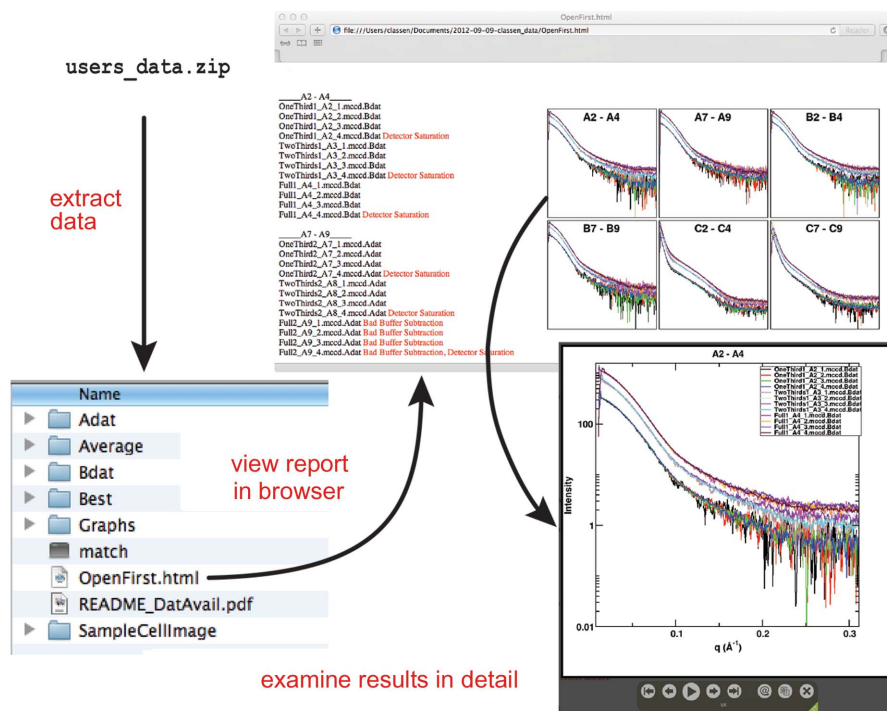 OpenFirst.html
file:///Users/classen/Documents/2012-09-09-classen_data/OpenFirst.html
Reader
users_data.zip
extract
data
A2 - A4
OneThird1_A2_1.mccd.Bdat
OneThird1_A2_2.mccd.Bdat
OneThird1_A2_3.mccd.Bdat
OneThird1_A2_4.mccd.Bdat Detector Saturation
TwoThirds1_A3_1.mccd.Bdat
TwoThirds1_A3_2.mccd.Bdat
TwoThirds1_A3_3.mccd.Bdat
TwoThirds1_A3_4.mccd.Bdat Detector Saturation
Full1_A4_1.mccd.Bdat
Full1_A4_2.mccd.Bdat
Full1_A4_3.mccd.Bdat
Full1_A4_4.mccd.Bdat Detector Saturation
A7 - A9
OneThird2_A7_1.mccd.Adat
OneThird2_A7_2.mccd.Adat
OneThird2_A7_3.mccd.Adat
OneThird2_A7_4.mccd.Adat Detector Saturation
TwoThirds2_A8_1.mccd.Adat
TwoThirds2_A8_2.mccd.Adat
TwoThirds2_A8_3.mccd.Adat
TwoThirds2_A8_4.mccd.Adat Detector Saturation
Full2_A9_1.mccd.Adat Bad Buffer Subtraction
Full2_A9_2.mccd.Adat Bad Buffer Subtraction
Full2_A9_3.mccd.Adat Bad Buffer Subtraction
Full2_A9_4.mccd.Adat Bad Buffer Subtraction, Detector Saturation
A2 - A4
A7 - A9
B2 - B4
B7 - B9
C2 - C4
C7 - C9
Name
Adat
Average
Bdat
Best
Graphs
match
OpenFirst.html
README_DatAvail.pdf
SampleCellImage
view report
in browser
examine results in detail
A2 - A4
OneThird1_A2_1.mccd.Bdat
OneThird1_A2_2.mccd.Bdat
OneThird1_A2_3.mccd.Bdat
OneThird1_A2_4.mccd.Bdat
TwoThirds1_A3_1.mccd.Bdat
TwoThirds1_A3_2.mccd.Bdat
TwoThirds1_A3_3.mccd.Bdat
TwoThirds1_A3_4.mccd.Bdat
Full1_A4_1.mccd.Bdat
Full1_A4_2.mccd.Bdat
Full1_A4_3.mccd.Bdat
Full1_A4_4.mccd.Bdat
Intensity
100
1
0.01
0.1
0.2
0.3
q (Å⁻¹)